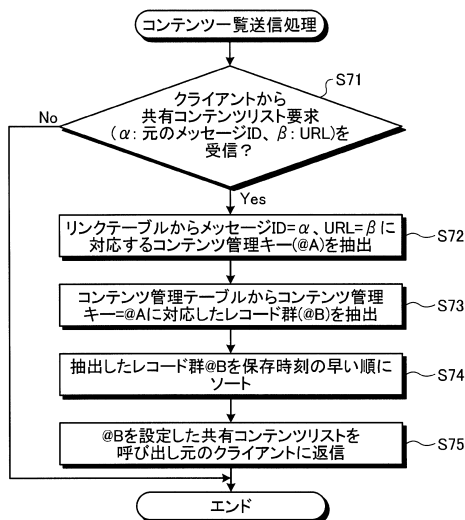 コンテンツ一覧送信処理
S71
クライアントから
共有コンテンツリスト要求
(α:元のメッセージID、β:URL)を
受信?
No
Yes
リンクテーブルからメッセージID=α、URL=βに
対応するコンテンツ管理キー(@A)を抽出
S72
コンテンツ管理テーブルからコンテンツ管理
キー=@Aに対応したレコード群(@B)を抽出
S73
抽出したレコード群@Bを保存時刻の早い順に
ソート
S74
@Bを設定した共有コンテンツリストを
呼び出し元のクライアントに返信
S75
エンド